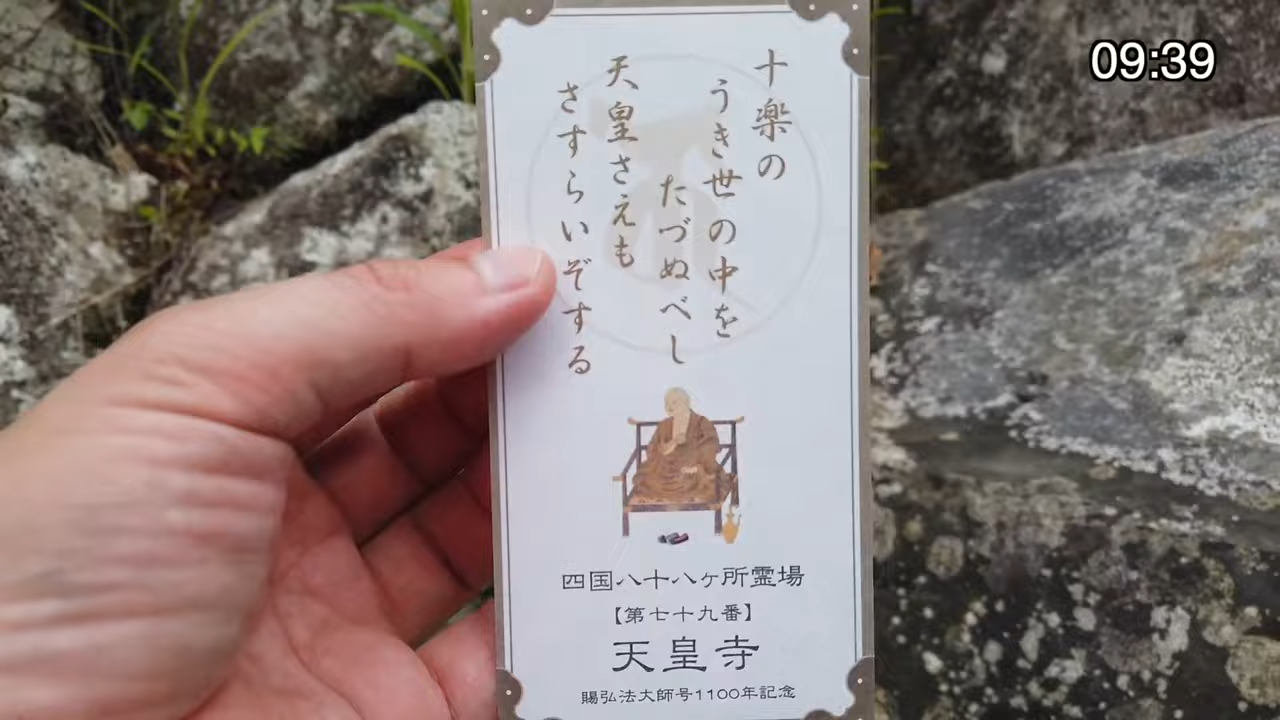 09:39
十楽の
うき世の中を
たづぬべし
天皇さえも
さすらいぞする
四国八十八ヶ所霊場
【第七十九番】
天皇寺
賜弘法大師号1100年記念